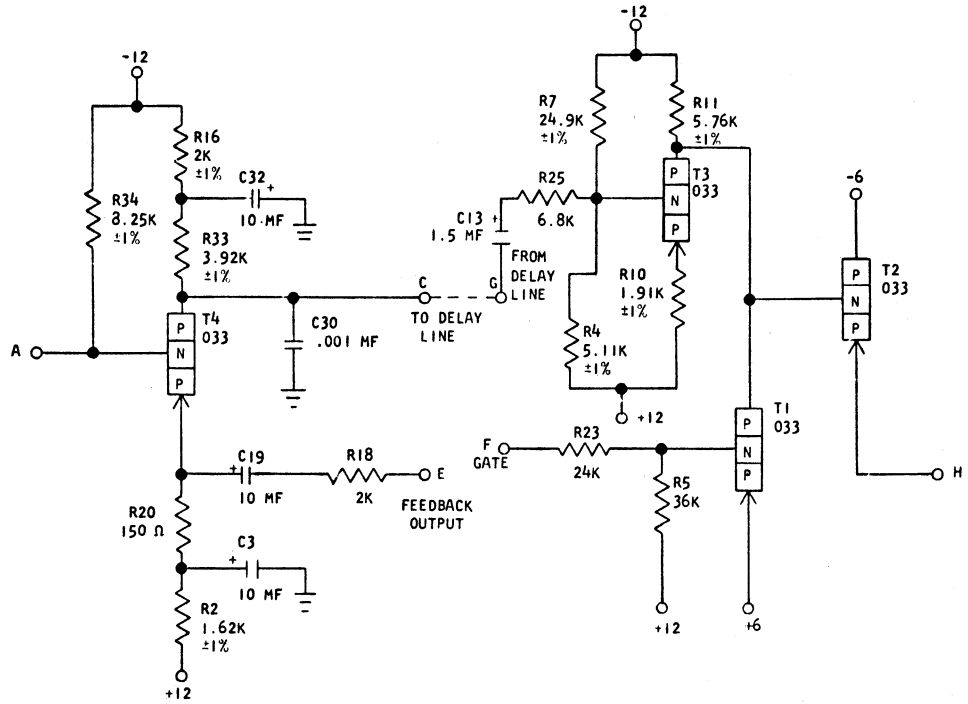 -12
R16
2K
±1%
R34
8.25K
±1%
C32
+
10 MF
R33
3.92K
±1%
T4
033
P
N
P
A
C30
.001 MF
C
TO DELAY
LINE
G
FROM
DELAY
LINE
C13
+
1.5 MF
R25
6.8K
-12
R7
24.9K
±1%
R11
5.76K
±1%
T3
033
P
N
P
R10
1.91K
±1%
R4
5.11K
±1%
+12
-6
T2
033
P
N
P
H
T1
033
P
N
P
+6
F
GATE
R23
24K
R5
36K
+12
C19
+
10 MF
R18
2K
E
FEEDBACK
OUTPUT
R20
150 Ω
C3
+
10 MF
R2
1.62K
±1%
+12